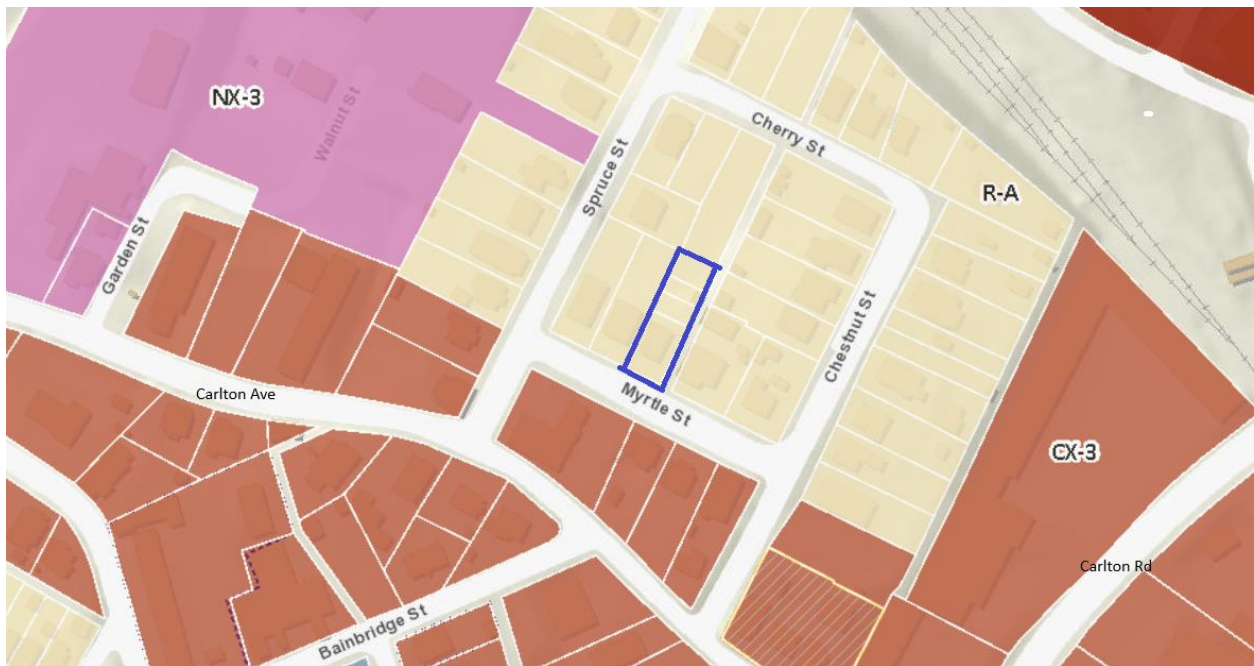 NX-3
Walnut St
Cherry St
Spruce St
R-A
Garden St
Chestnut St
Carlton Ave
Myrtle St
CX-3
Carlton Rd
Bainbridge St